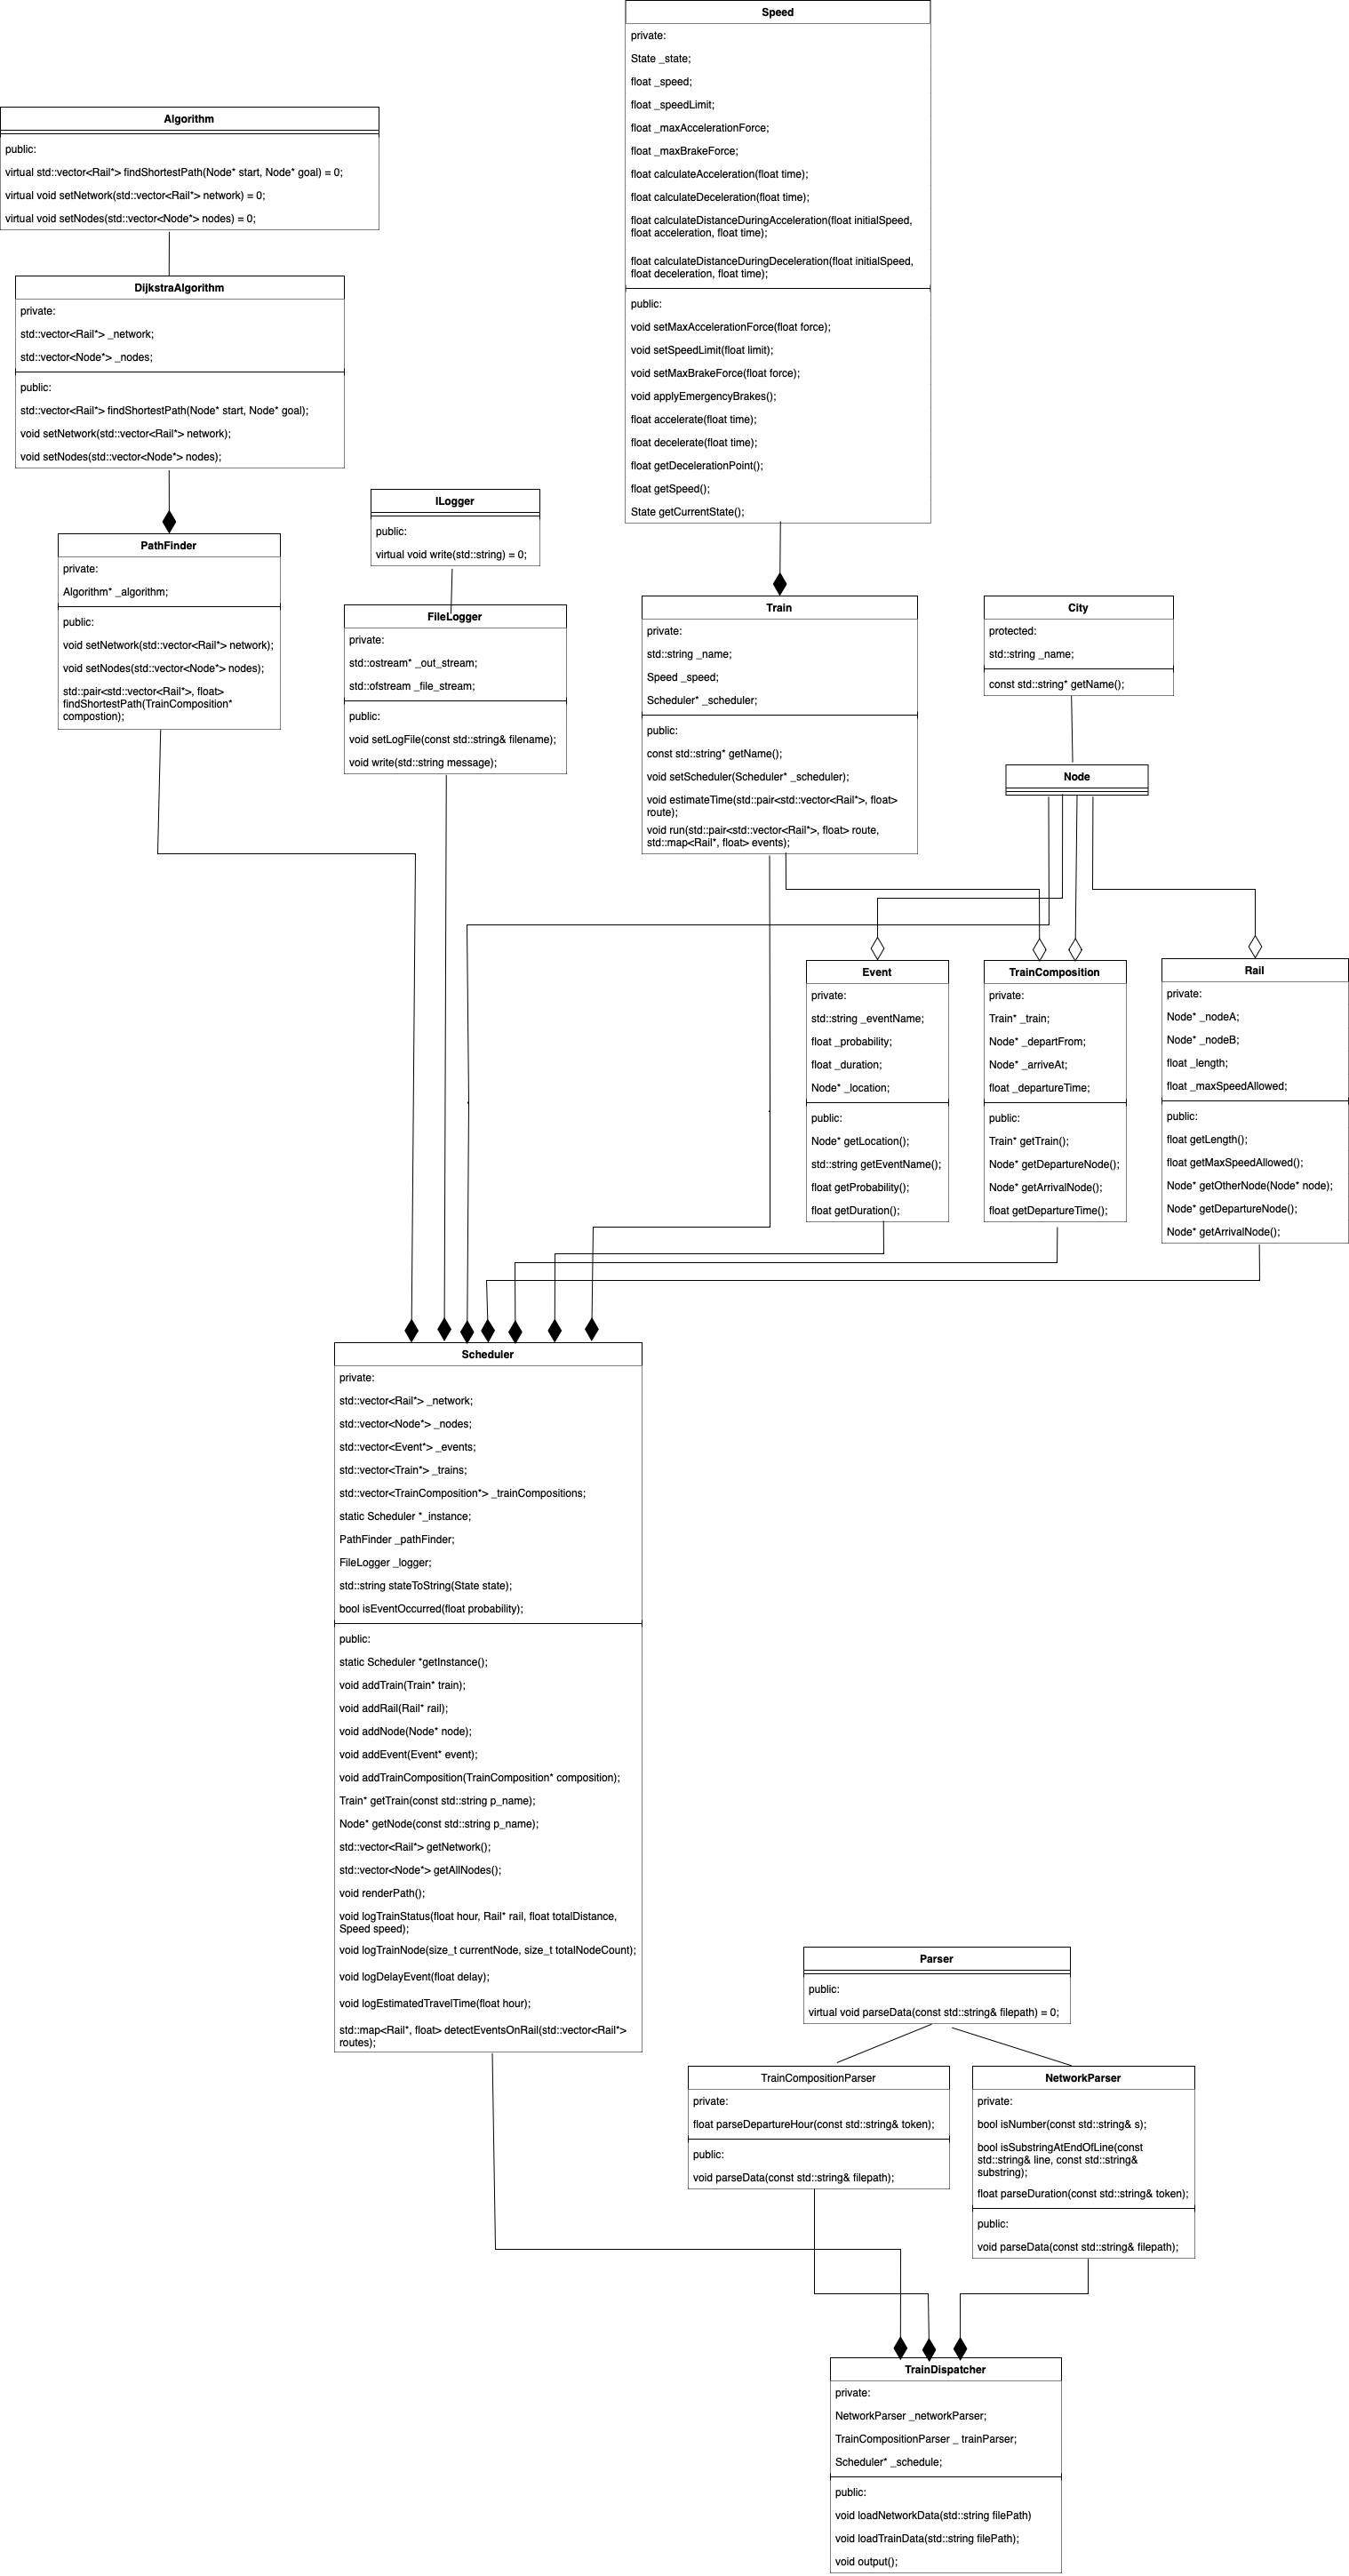 Speed
private:
State _state;
float _speed;
float _speedLimit;
float _maxAccelerationForce;
float _maxBrakeForce;
float calculateAcceleration(float time);
float calculateDeceleration(float time);
float calculateDistanceDuringAcceleration(float initialSpeed,
float acceleration, float time);
float calculateDistanceDuringDeceleration(float initialSpeed,
float deceleration, float time);
public:
void setMaxAccelerationForce(float force);
void setSpeedLimit(float limit);
void setMaxBrakeForce(float force);
void applyEmergencyBrakes();
float accelerate(float time);
float decelerate(float time);
float getDecelerationPoint();
float getSpeed();
State getCurrentState();
Algorithm
public:
virtual std::vector<Rail*> findShortestPath(Node* start, Node* goal) = 0;
virtual void setNetwork(std::vector<Rail*> network) = 0;
virtual void setNodes(std::vector<Node*> nodes) = 0;
DijkstraAlgorithm
private:
std::vector<Rail*> _network;
std::vector<Node*> _nodes;
public:
std::vector<Rail*> findShortestPath(Node* start, Node* goal);
void setNetwork(std::vector<Rail*> network);
void setNodes(std::vector<Node*> nodes);
PathFinder
private:
Algorithm* _algorithm;
public:
void setNetwork(std::vector<Rail*> network);
void setNodes(std::vector<Node*> nodes);
std::pair<std::vector<Rail*>, float>
findShortestPath(TrainComposition*
compostion);
ILogger
public:
virtual void write(std::string) = 0;
FileLogger
private:
std::ostream* _out_stream;
std::ofstream _file_stream;
public:
void setLogFile(const std::string& filename);
void write(std::string message);
Train
private:
std::string _name;
Speed _speed;
Scheduler* _scheduler;
public:
const std::string* getName();
void setScheduler(Scheduler* _scheduler);
void estimateTime(std::pair<std::vector<Rail*>, float>
route);
void run(std::pair<std::vector<Rail*>, float> route,
std::map<Rail*, float> events);
City
protected:
std::string _name;
const std::string* getName();
Node
Event
private:
std::string _eventName;
float _probability;
float _duration;
Node* _location;
public:
Node* getLocation();
std::string getEventName();
float getProbability();
float getDuration();
TrainComposition
private:
Train* _train;
Node* _departFrom;
Node* _arriveAt;
float _departureTime;
public:
Train* getTrain();
Node* getDepartureNode();
Node* getArrivalNode();
float getDepartureTime();
Rail
private:
Node* _nodeA;
Node* _nodeB;
float _length;
float _maxSpeedAllowed;
public:
float getLength();
float getMaxSpeedAllowed();
Node* getOtherNode(Node* node);
Node* getDepartureNode();
Node* getArrivalNode();
Scheduler
private:
std::vector<Rail*> _network;
std::vector<Node*> _nodes;
std::vector<Event*> _events;
std::vector<Train*> _trains;
std::vector<TrainComposition*> _trainCompositions;
static Scheduler *_instance;
PathFinder _pathFinder;
FileLogger _logger;
std::string stateToString(State state);
bool isEventOccurred(float probability);
public:
static Scheduler *getInstance();
void addTrain(Train* train);
void addRail(Rail* rail);
void addNode(Node* node);
void addEvent(Event* event);
void addTrainComposition(TrainComposition* composition);
Train* getTrain(const std::string p_name);
Node* getNode(const std::string p_name);
std::vector<Rail*> getNetwork();
std::vector<Node*> getAllNodes();
void renderPath();
void logTrainStatus(float hour, Rail* rail, float totalDistance,
Speed speed);
void logTrainNode(size_t currentNode, size_t totalNodeCount);
void logDelayEvent(float delay);
void logEstimatedTravelTime(float hour);
std::map<Rail*, float> detectEventsOnRail(std::vector<Rail*>
routes);
Parser
public:
virtual void parseData(const std::string& filepath) = 0;
TrainCompositionParser
private:
float parseDepartureHour(const std::string& token);
public:
void parseData(const std::string& filepath);
NetworkParser
private:
bool isNumber(const std::string& s);
bool isSubstringAtEndOfLine(const
std::string& line, const std::string&
substring);
float parseDuration(const std::string& token);
public:
void parseData(const std::string& filepath);
TrainDispatcher
private:
NetworkParser _networkParser;
TrainCompositionParser _ trainParser;
Scheduler* _schedule;
public:
void loadNetworkData(std::string filePath)
void loadTrainData(std::string filePath);
void output();